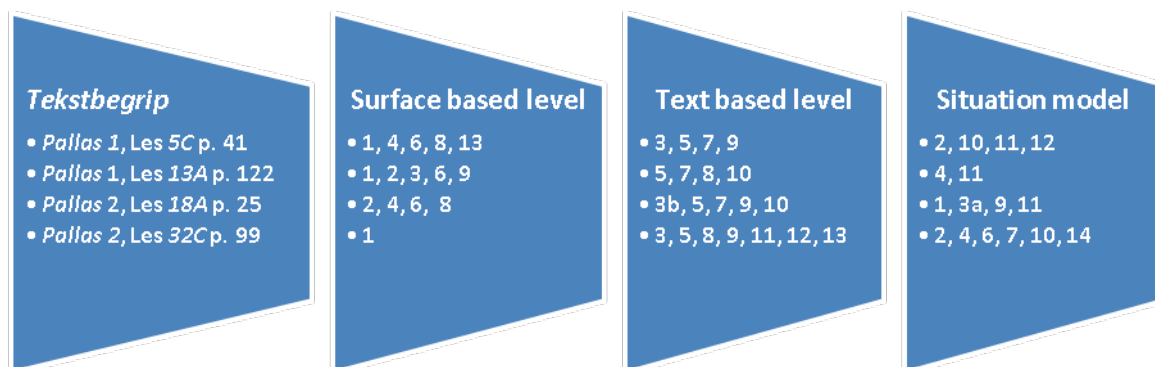 Tekstbegrip
• Pallas 1, Les 5C p. 41
• Pallas 1, Les 13A p. 122
• Pallas 2, Les 18A p. 25
• Pallas 2, Les 32C p. 99
Surface based level
• 1, 4, 6, 8, 13
• 1, 2, 3, 6, 9
• 2, 4, 6, 8
• 1
Text based level
• 3, 5, 7, 9
• 5, 7, 8, 10
• 3b, 5, 7, 9, 10
• 3, 5, 8, 9, 11, 12, 13
Situation model
• 2, 10, 11, 12
• 4, 11
• 1, 3a, 9, 11
• 2, 4, 6, 7, 10, 14